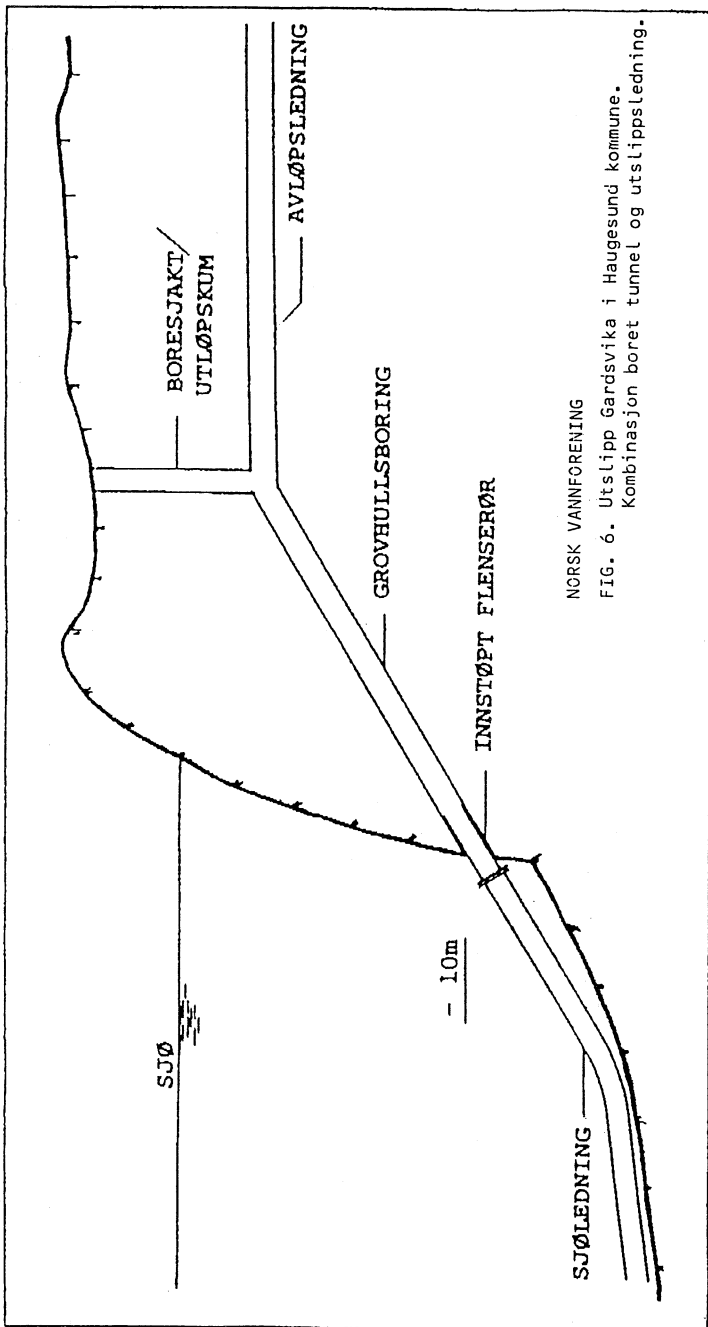 SJØ
BORESJAKT/
UTLØPSKUM
AVLØPSLEDNING
GROVHULLSBORING
INNSTØPT FLENSERØR
- 10m
SJØLEDNING
NORSK VANNFORENING
FIG. 6. Utslipp Gardsvika i Haugesund kommune.
Kombinasjon boret tunnel og utslippsledning.